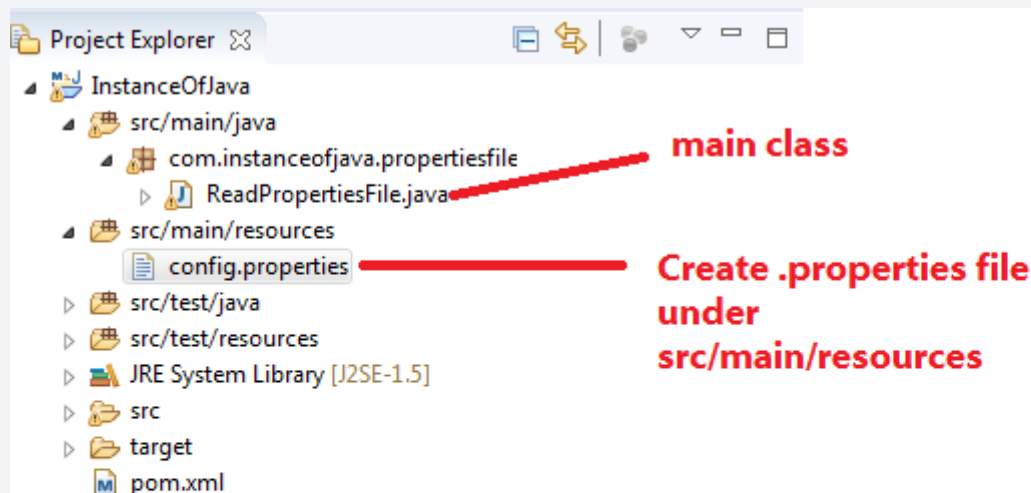 Project Explorer
InstanceOfJava
src/main/java
com.instanceofjava.propertiesfile
main class
ReadPropertiesFile.java
src/main/resources
config.properties
Create .properties file
under
src/main/resources
src/test/java
src/test/resources
JRE System Library [J2SE-1.5]
src
target
pom.xml